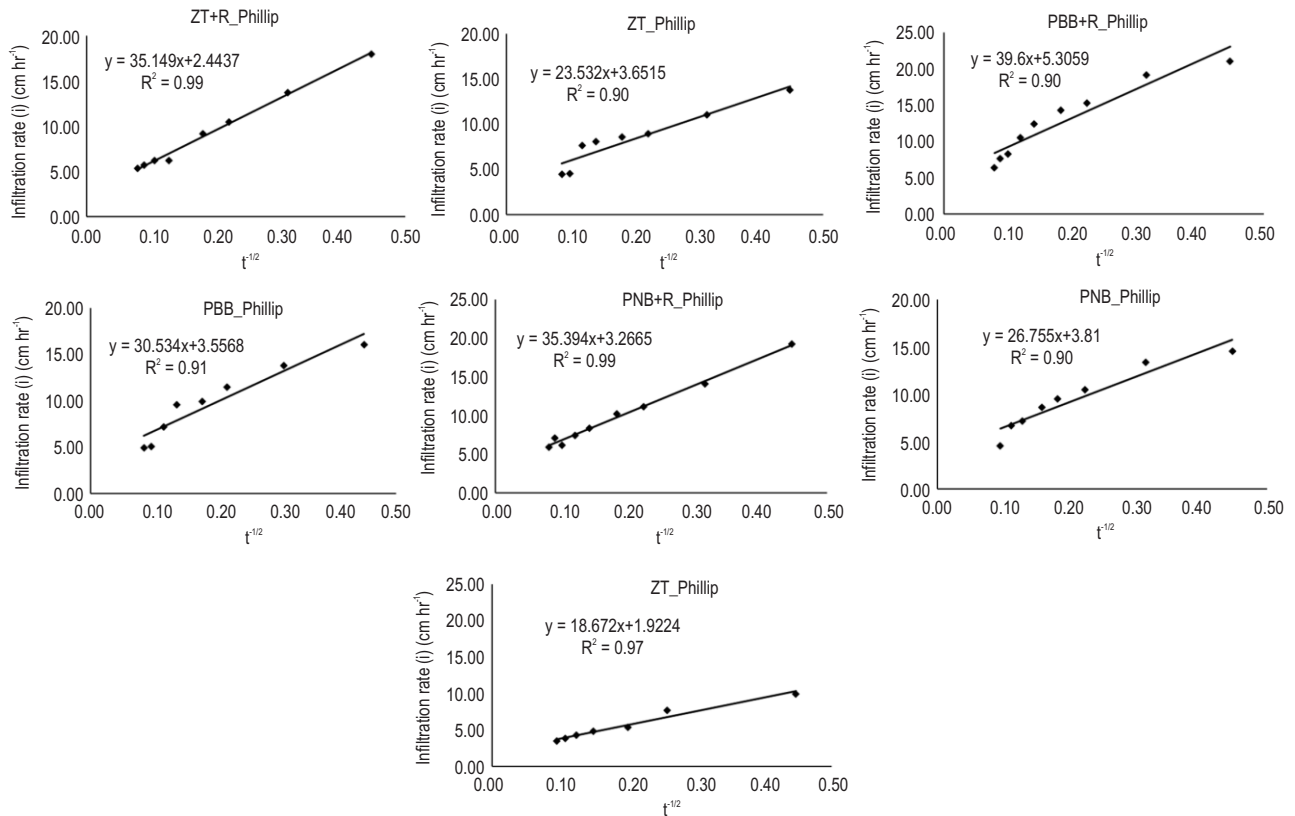 ZT+R_Phillip
Infiltration rate (i) (cm hr⁻¹)
20.00
15.00
10.00
5.00
0.00
y = 35.149x+2.4437
R² = 0.99
0.00 0.10 0.20 0.30 0.40 0.50
t⁻¹/²
ZT_Phillip
Infiltration rate (i) (cm hr⁻¹)
20.00
15.00
10.00
5.00
0.00
y = 23.532x+3.6515
R² = 0.90
0.00 0.10 0.20 0.30 0.40 0.50
t⁻¹/²
PBB+R_Phillip
Infiltration rate (i) (cm hr⁻¹)
25.00
20.00
15.00
10.00
5.00
0.00
y = 39.6x+5.3059
R² = 0.90
0.00 0.10 0.20 0.30 0.40 0.50
t⁻¹/²
PBB_Phillip
Infiltration rate (i) (cm hr⁻¹)
20.00
15.00
10.00
5.00
0.00
y = 30.534x+3.5568
R² = 0.91
0.00 0.10 0.20 0.30 0.40 0.50
t⁻¹/²
PNB+R_Phillip
Infiltration rate (i) (cm hr⁻¹)
25.00
20.00
15.00
10.00
5.00
0.00
y = 35.394x+3.2665
R² = 0.99
0.00 0.10 0.20 0.30 0.40 0.50
t⁻¹/²
PNB_Phillip
Infiltration rate (i) (cm hr⁻¹)
20.00
15.00
10.00
5.00
0.00
y = 26.755x+3.81
R² = 0.90
0.00 0.10 0.20 0.30 0.40 0.50
t⁻¹/²
ZT_Phillip
Infiltration rate (i) (cm hr⁻¹)
25.00
20.00
15.00
10.00
5.00
0.00
y = 18.672x+1.9224
R² = 0.97
0.00 0.10 0.20 0.30 0.40 0.50
t⁻¹/²